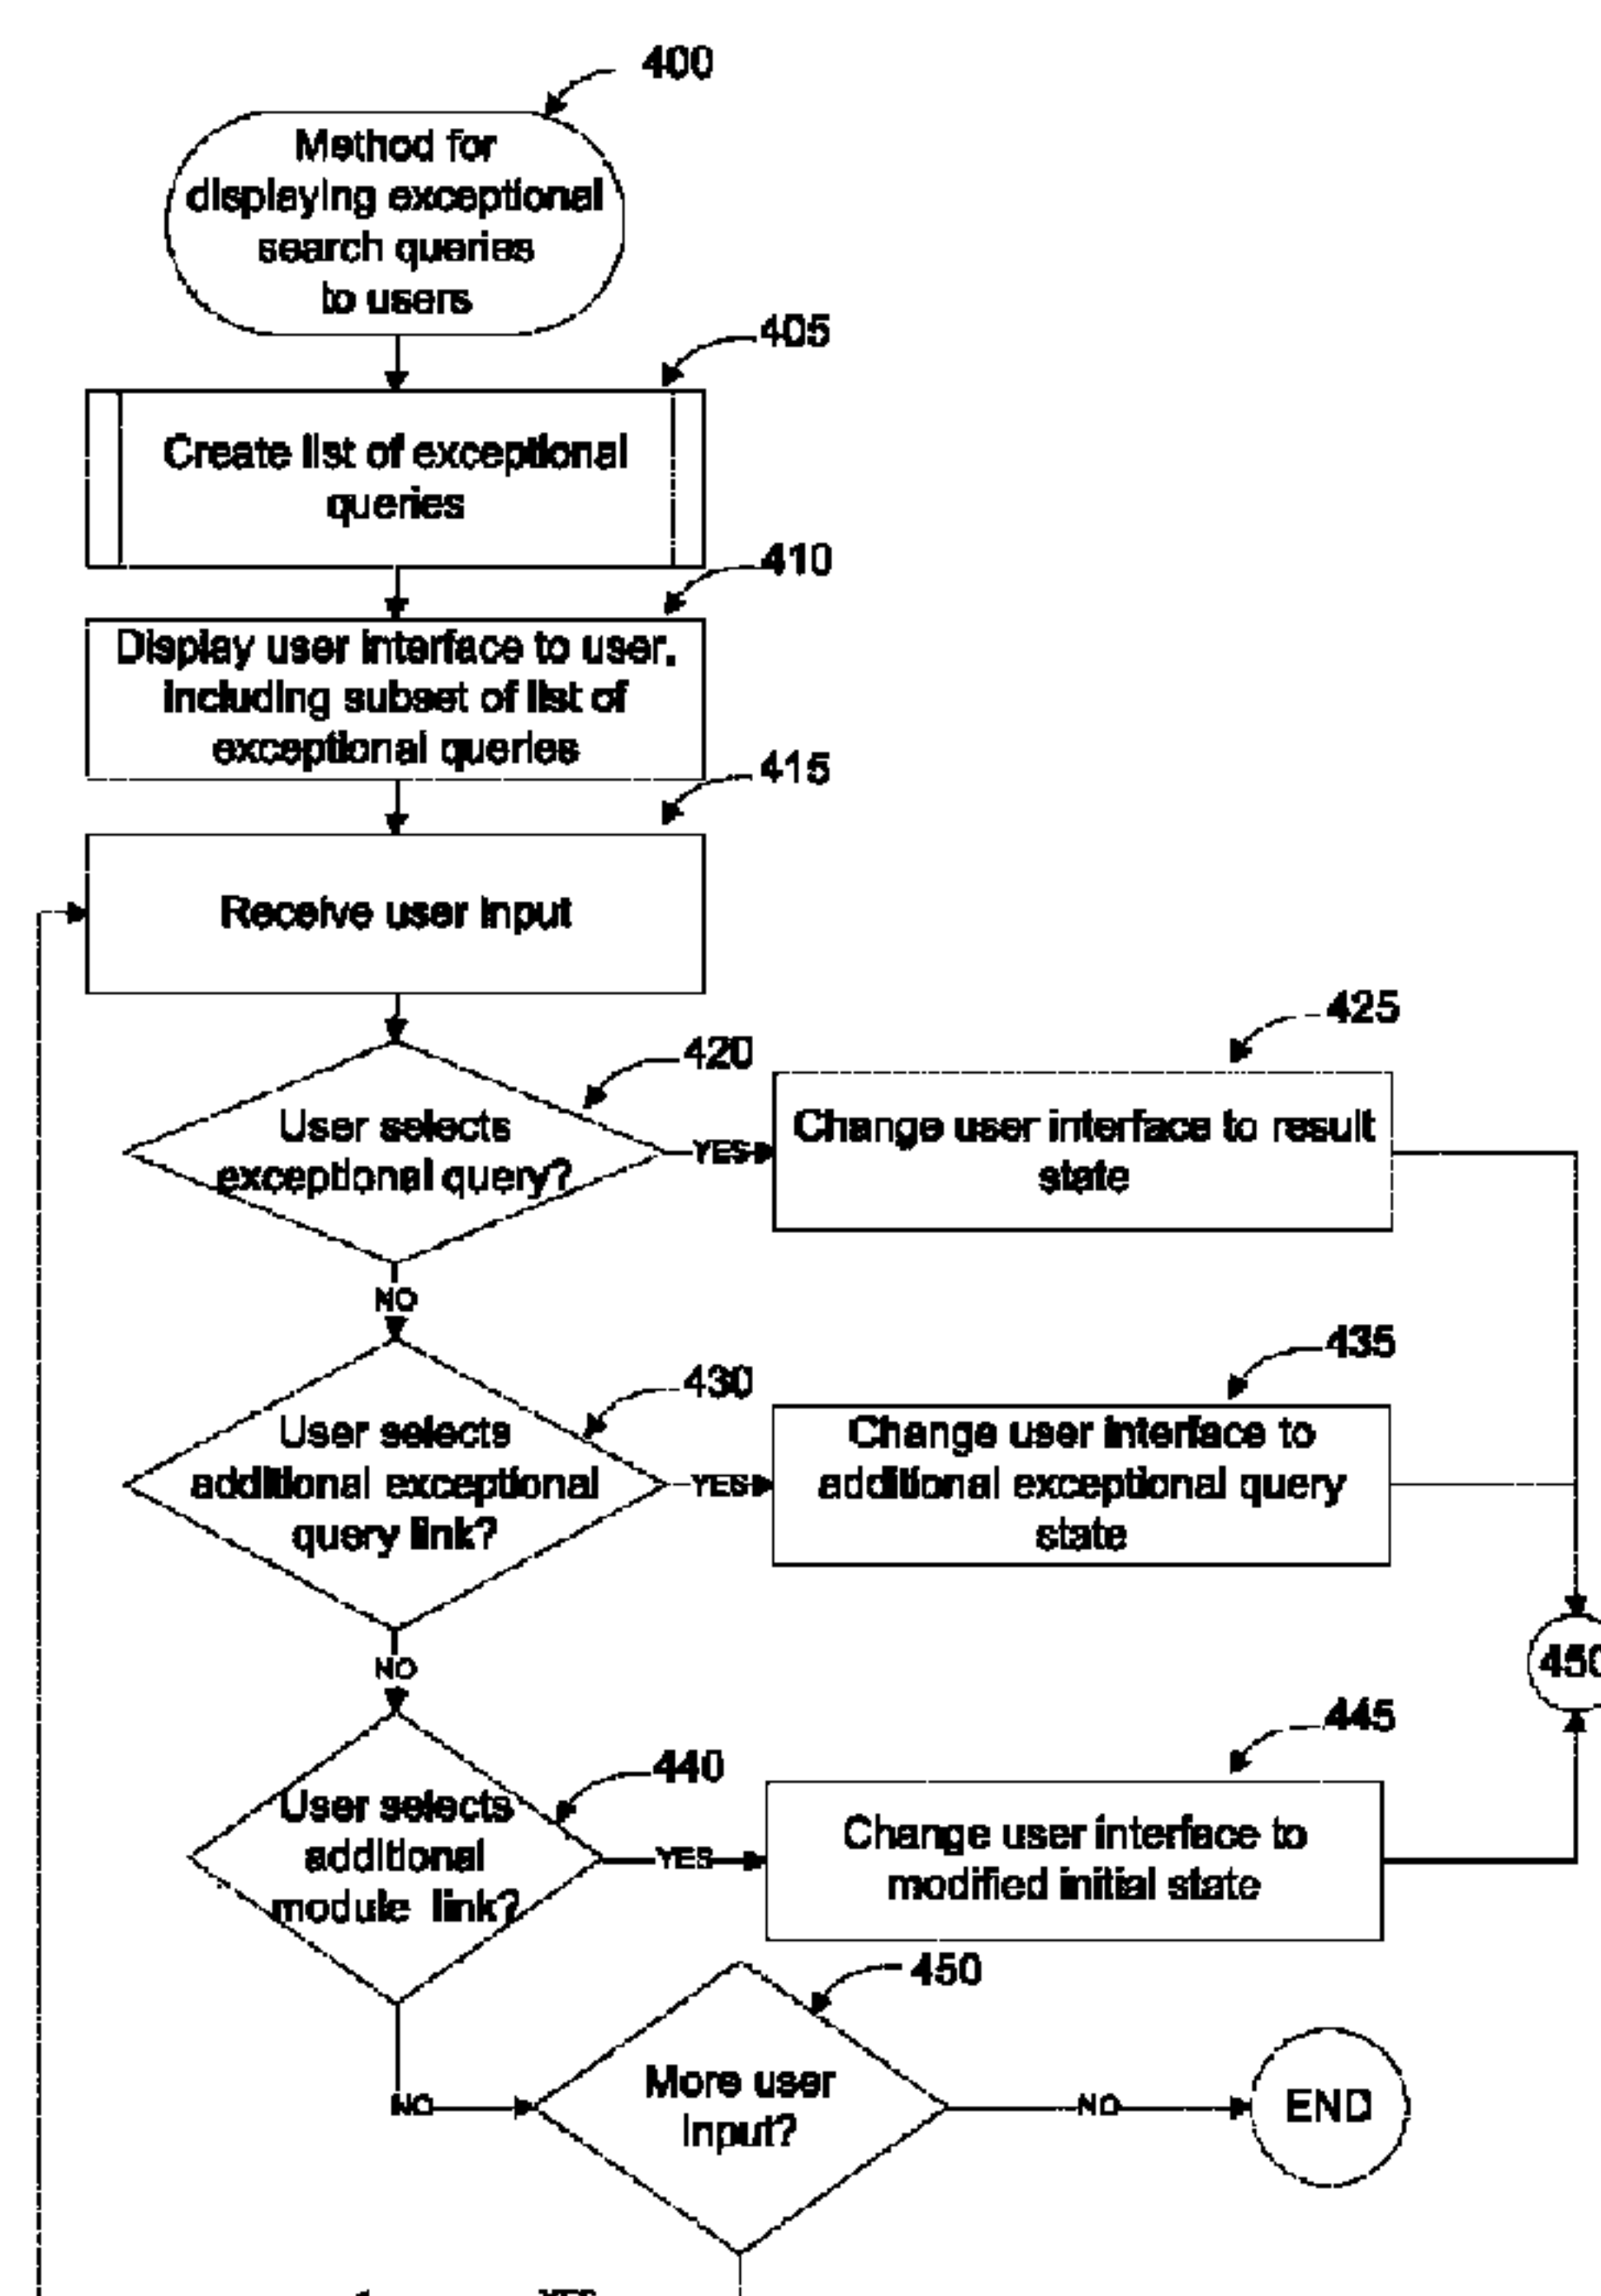 400
Method for
displaying exceptional
search queries
to users
405
Create list of exceptional
queries
410
Display user interface to user,
including subset of list of
exceptional queries
415
Receive user input
420
User selects
exceptional query?
YES
425
Change user interface to result
state
NO
430
User selects
additional exceptional
query link?
YES
435
Change user interface to
additional exceptional query
state
NO
450
440
User selects
additional
module link?
YES
445
Change user interface to
modified initial state
NO
450
More user
input?
NO
END
YES